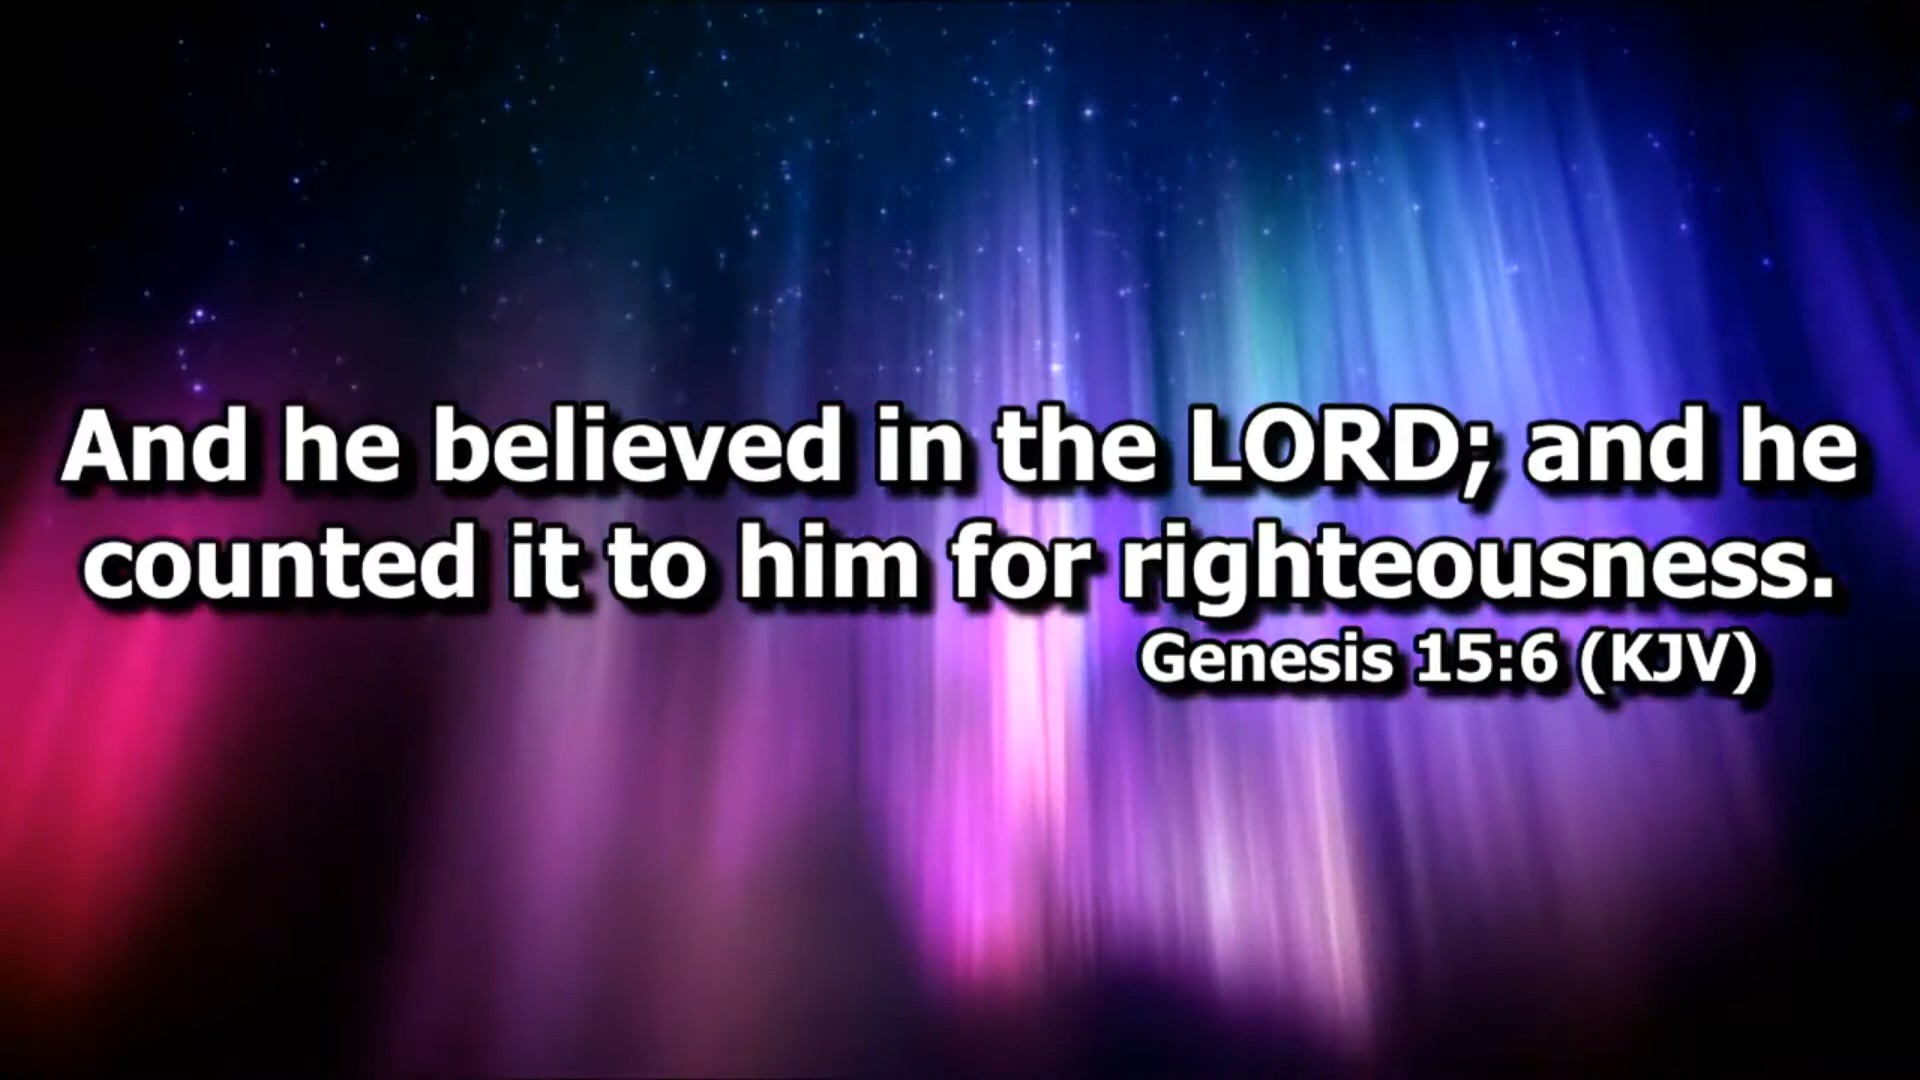 And he believed in the LORD; and he
counted it to him for righteousness.
Genesis 15:6 (KJV)